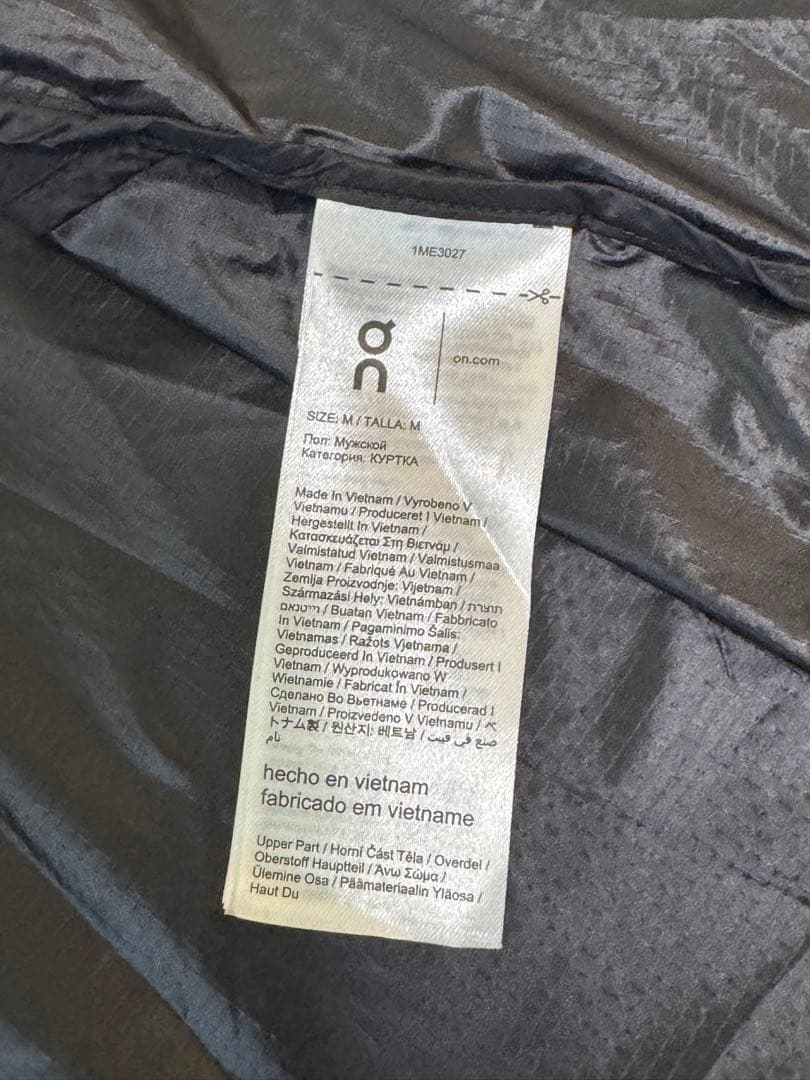 1ME3027
on
on.com
SIZE: M / TALLA: M
Пол: Мужской
Категория: КУРТКА
Made In Vietnam / Vyrobeno V
Vietnamu / Produceret I Vietnam /
Hergestellt In Vietnam /
Κατασκευάζεται Στη Βιετνάμ /
Valmistatud Vietnam / Valmistusmaa
Vietnam / Fabriqué Au Vietnam /
Zemlja Proizvodnje: Vijetnam /
Származási Hely: Vietnámban / תוצרת
וייטנאם / Buatan Vietnam / Fabbricato
In Vietnam / Pagaminimo Šalis:
Vietnamas / Ražots Vjetnama /
Geproduceerd In Vietnam / Produsert I
Vietnam / Wyprodukowano W
Wietnamie / Fabricat În Vietnam /
Сделано Во Вьетнаме / Producerad I
Vietnam / Proizvedeno V Vietnamu / ベ
トナム製 / 원산지: 베트남 / صنع في فيت
نام
hecho en vietnam
fabricado em vietname
Upper Part / Horní Část Těla / Overdel /
Oberstoff Hauptteil / Άνω Σώμα /
Ülemine Osa / Päämateriaalin Yläosa /
Haut Du